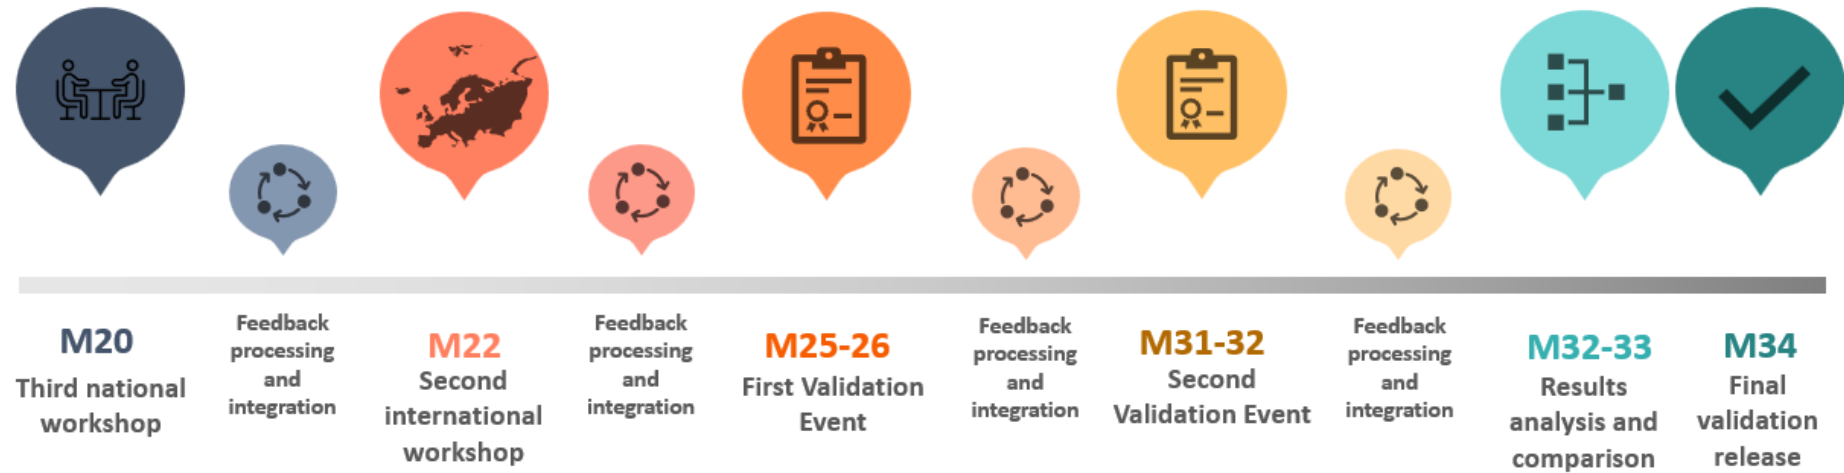 M20
Third national
workshop
Feedback
processing
and
integration
M22
Second
international
workshop
Feedback
processing
and
integration
M25-26
First Validation
Event
Feedback
processing
and
integration
M31-32
Second
Validation Event
Feedback
processing
and
integration
M32-33
Results
analysis and
comparison
M34
Final
validation
release